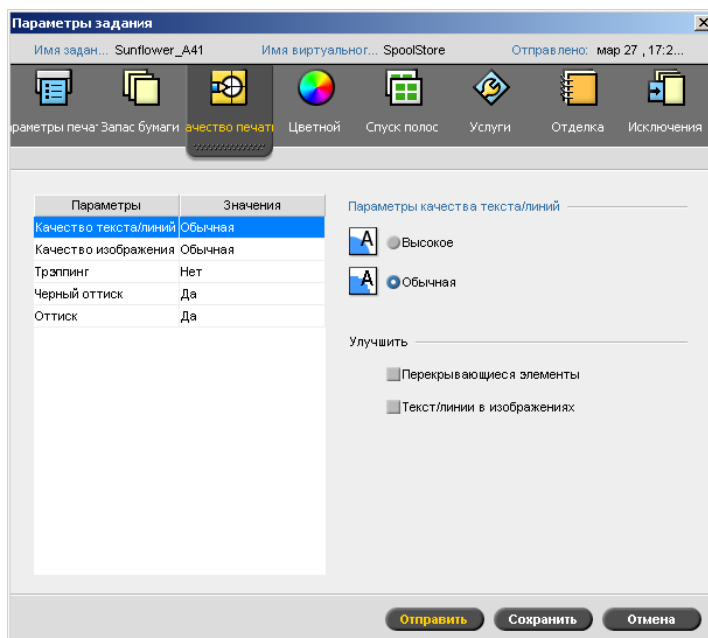 Параметры задания
Имя задан... Sunflower_A41 Имя виртуальног... SpoolStore Отправлено: мар 27 , 17:2...
раметры печат Запас бумаги ачество печати Цветной Спуск полос Услуги Отделка Исключения
Параметры Значения
Качество текста/линий Обычная
Качество изображения Обычная
Трэппинг Нет
Черный оттиск Да
Оттиск Да
Параметры качества текста/линий
A Высокое
A Обычная
Улучшить
Перекрывающиеся элементы
Текст/линии в изображениях
Отправить Сохранить Отмена